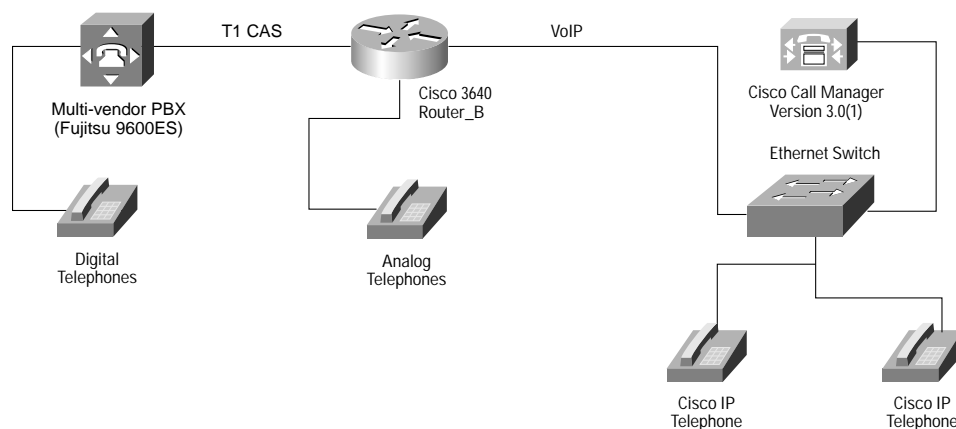 T1 CAS
VoIP
Multi-vendor PBX
(Fujitsu 9600ES)
Cisco 3640
Router_B
Cisco Call Manager
Version 3.0(1)
Ethernet Switch
Digital
Telephones
Analog
Telephones
Cisco IP
Telephone
Cisco IP
Telephone